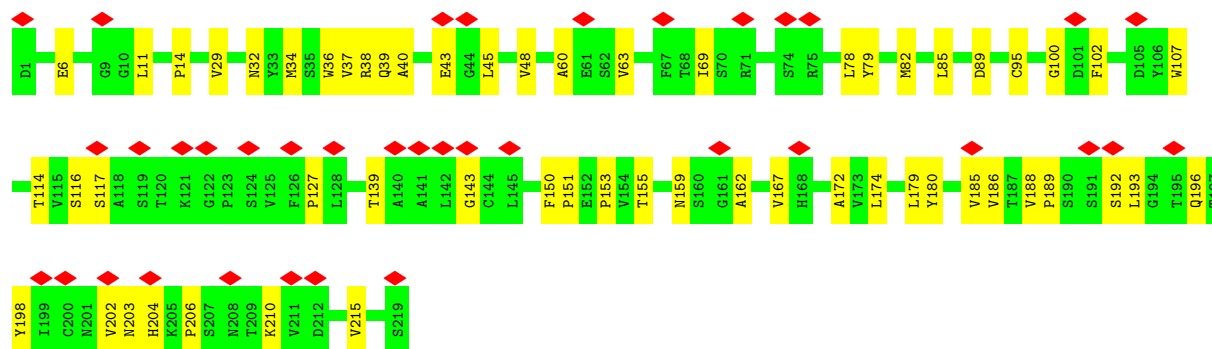 D1 E6 G9 G10 L11 P14 V29 N32 Y33 M34 S35 W36 V37 R38 Q39 A40 E43 G44 L45 V48 A60 E61 S62 V63 F67 T68 I69 S70 R71 S74 R75 L78 Y79 M82 L85 D89 C95 G100 D101 F102 D105 Y106 W107
T114 V115 S116 S117 A118 S119 T120 K121 G122 P123 S124 V125 F126 P127 L128 T139 A140 A141 L142 G143 C144 L145 F150 P151 E152 P153 V154 T155 N159 S160 G161 A162 V167 H168 A172 V173 L174 L179 Y180 V185 V186 T187 V188 P189 S190 S191 S192 L193 G194 T195 Q196
Y198 I199 C200 N201 V202 N203 H204 K205 P206 S207 N208 T209 K210 V211 D212 V215 S219